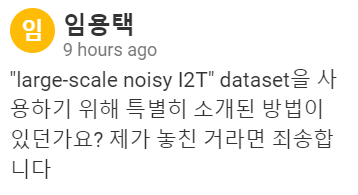 임
임용택
9 hours ago
"large-scale noisy I2T" dataset을 사
용하기 위해 특별히 소개된 방법이
있던가요? 제가 놓친 거라면 죄송합
니다